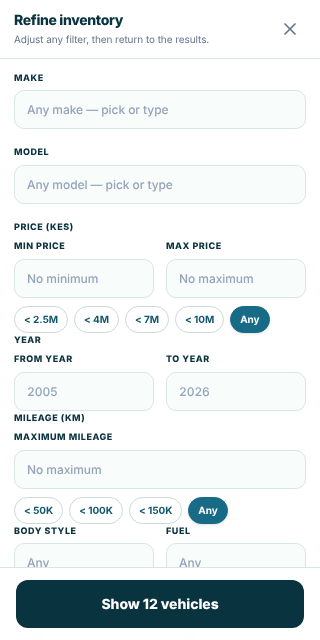 Refine inventory
Adjust any filter, then return to the results.
MAKE
Any make — pick or type
MODEL
Any model — pick or type
PRICE (KES)
MIN PRICE MAX PRICE
No minimum No maximum
< 2.5M < 4M < 7M < 10M Any
YEAR
FROM YEAR TO YEAR
2005 2026
MILEAGE (KM)
MAXIMUM MILEAGE
No maximum
< 50K < 100K < 150K Any
BODY STYLE FUEL
Any Any
Show 12 vehicles